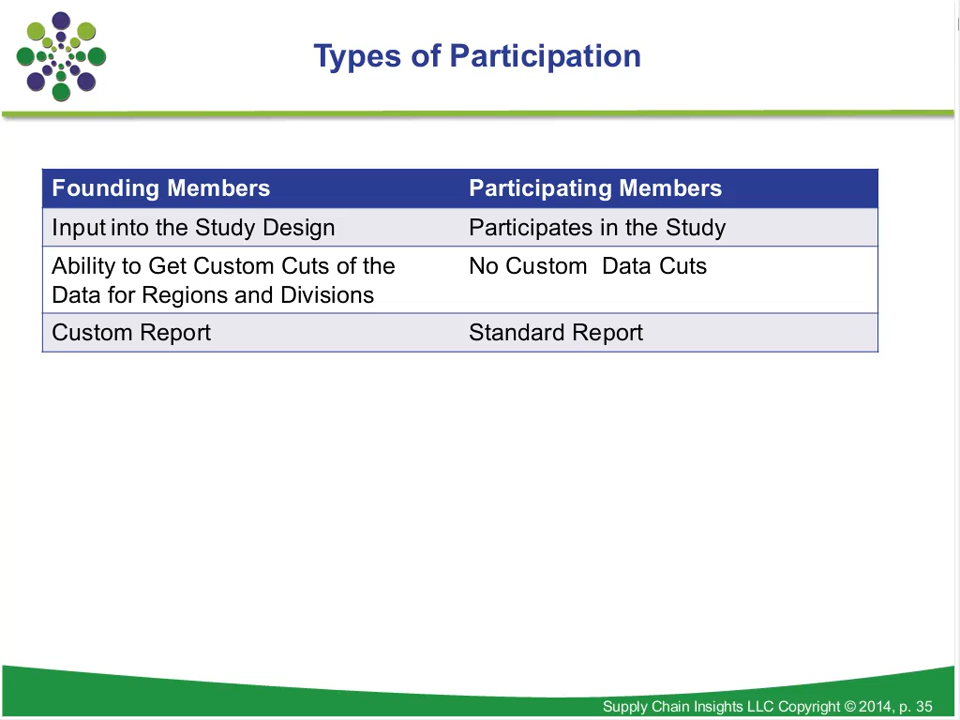 Types of Participation
Founding Members Participating Members
Input into the Study Design Participates in the Study
Ability to Get Custom Cuts of the No Custom  Data Cuts
Data for Regions and Divisions
Custom Report Standard Report
Supply Chain Insights LLC Copyright © 2014, p. 35